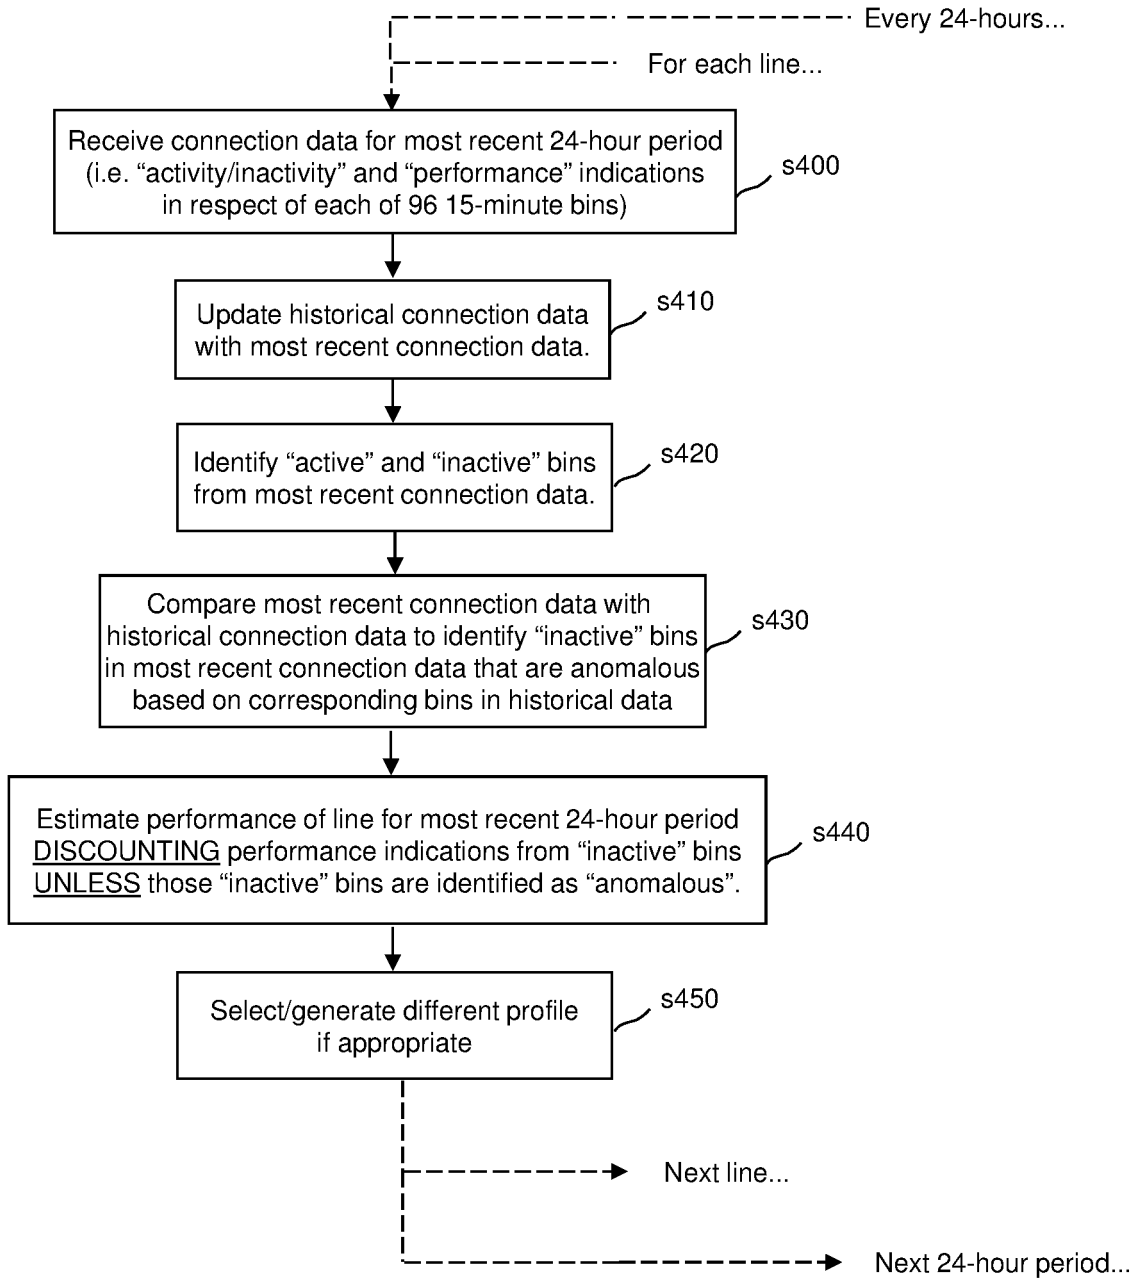 Every 24-hours...
For each line...
Receive connection data for most recent 24-hour period
(i.e. “activity/inactivity” and “performance” indications
in respect of each of 96 15-minute bins)
s400
Update historical connection data
with most recent connection data.
s410
Identify “active” and “inactive” bins
from most recent connection data.
s420
Compare most recent connection data with
historical connection data to identify “inactive” bins
in most recent connection data that are anomalous
based on corresponding bins in historical data
s430
Estimate performance of line for most recent 24-hour period
DISCOUNTING performance indications from “inactive” bins
UNLESS those “inactive” bins are identified as “anomalous”.
s440
Select/generate different profile
if appropriate
s450
Next line...
Next 24-hour period...